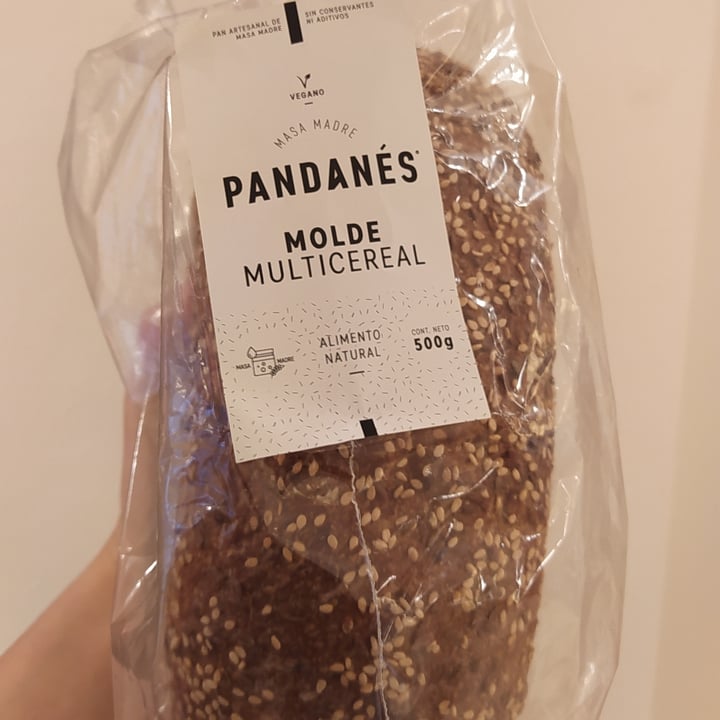 PAN ARTESANAL DE
MASA MADRE
SIN CONSERVANTES
NI ADITIVOS
VEGANO
MASA MADRE
PANDANÉS
MOLDE
MULTICEREAL
MASA MADRE
ALIMENTO
NATURAL
CONT. NETO
500g